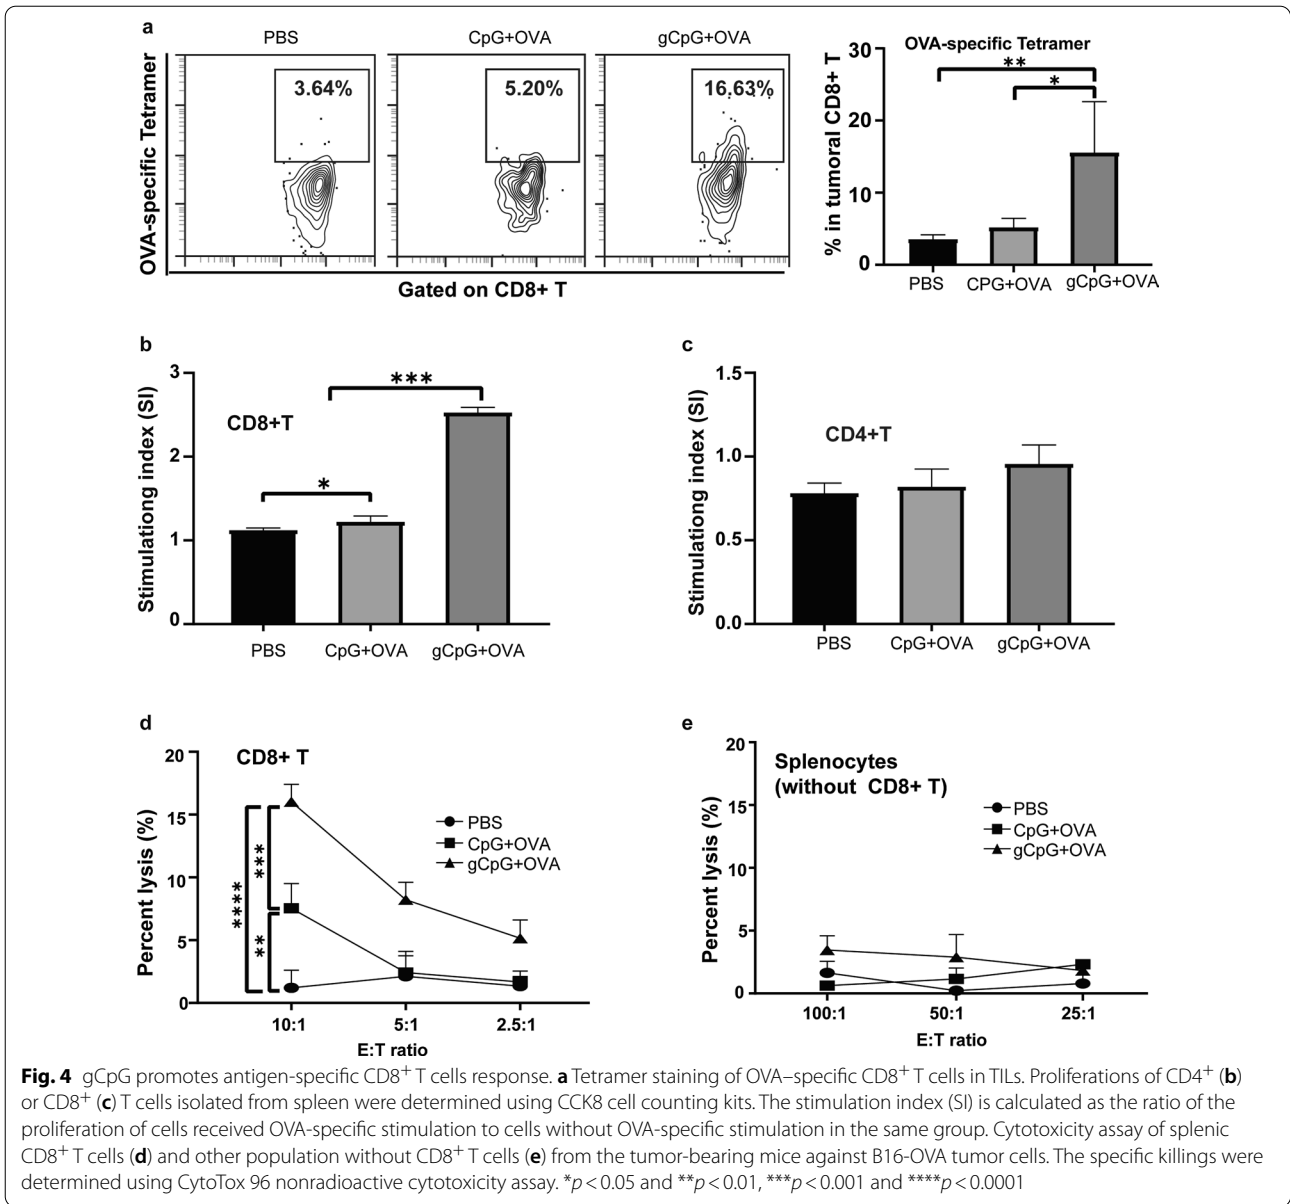 a
PBS CpG+OVA gCpG+OVA
OVA-specific Tetramer
3.64% 5.20% 16.63%
Gated on CD8+ T
OVA-specific Tetramer
% in tumoral CD8+ T
30
20
10
0
** *
PBS CPG+OVA gCpG+OVA
b
Stimulationg index (SI)
3
2
1
0
CD8+T
***
*
PBS CpG+OVA gCpG+OVA
c
Stimulationg index (SI)
1.5
1.0
0.5
0.0
CD4+T
PBS CpG+OVA gCpG+OVA
d
Percent lysis (%)
20
15
10
5
0
CD8+ T
**** *** **
PBS
CpG+OVA
gCpG+OVA
10:1 5:1 2.5:1
E:T ratio
e
Percent lysis (%)
20
15
10
5
0
Splenocytes
(without CD8+ T)
PBS
CpG+OVA
gCpG+OVA
100:1 50:1 25:1
E:T ratio
Fig. 4 gCpG promotes antigen-specific CD8⁺ T cells response. a Tetramer staining of OVA–specific CD8⁺ T cells in TILs. Proliferations of CD4⁺ (b)
or CD8⁺ (c) T cells isolated from spleen were determined using CCK8 cell counting kits. The stimulation index (SI) is calculated as the ratio of the
proliferation of cells received OVA-specific stimulation to cells without OVA-specific stimulation in the same group. Cytotoxicity assay of splenic
CD8⁺ T cells (d) and other population without CD8⁺ T cells (e) from the tumor-bearing mice against B16-OVA tumor cells. The specific killings were
determined using CytoTox 96 nonradioactive cytotoxicity assay. *p < 0.05 and **p < 0.01, ***p < 0.001 and ****p < 0.0001